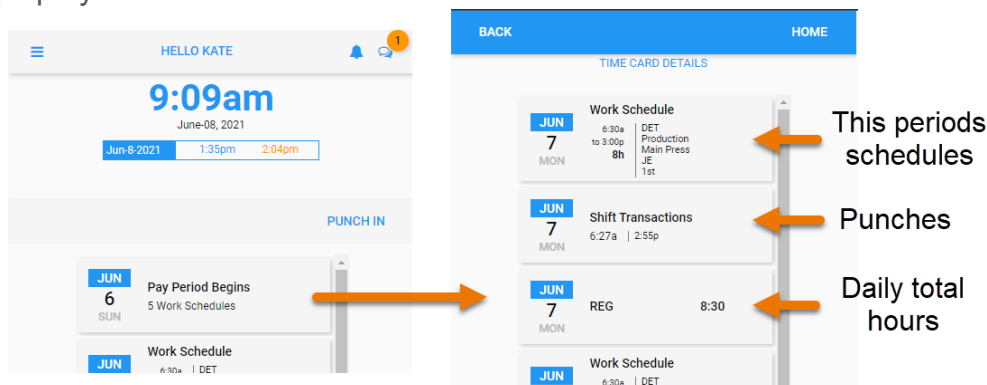 HELLO KATE
1
9:09am
June-08, 2021
Jun-8-2021 1:35pm 2:04pm
PUNCH IN
JUN
6
SUN
Pay Period Begins
5 Work Schedules
JUN
Work Schedule
6:30a | DET
BACK HOME
TIME CARD DETAILS
JUN
7
MON
Work Schedule
6:30a
to 3:00p
8h
DET
Production
Main Press
JE
1st
This periods
schedules
JUN
7
MON
Shift Transactions
6:27a | 2:55p
Punches
JUN
7
MON
REG 8:30
Daily total
hours
JUN
Work Schedule
6:30a | DET